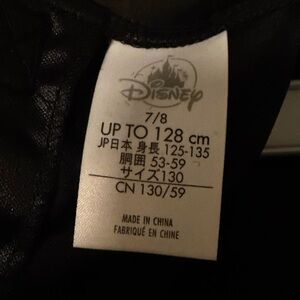 Disney
7/8
UP TO 128 cm
JP日本 身長 125-135
胴囲 53-59
サイズ130
CN 130/59
MADE IN CHINA
FABRIQUÉ EN CHINE